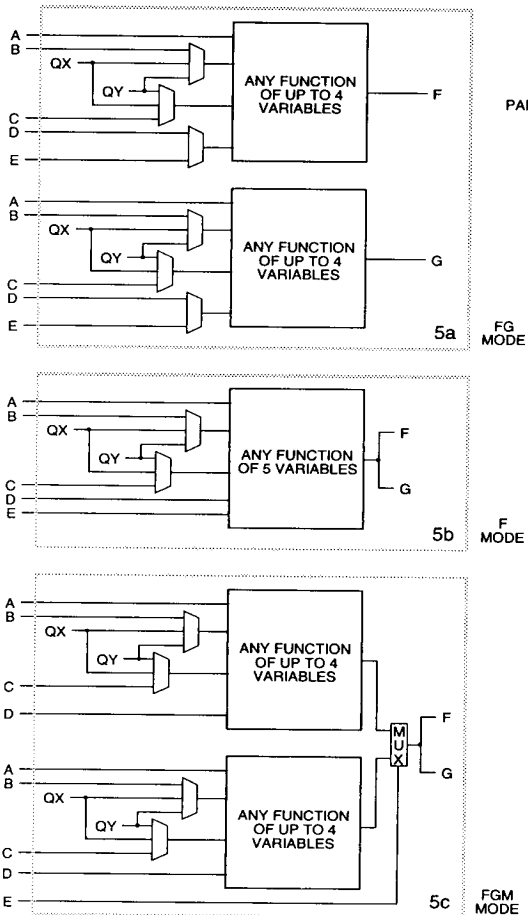 A
B
QX
QY
C
D
E
ANY FUNCTION
OF UP TO 4
VARIABLES
F
A
B
QX
QY
C
D
E
ANY FUNCTION
OF UP TO 4
VARIABLES
G
5a
FG
MODE
A
B
QX
QY
C
D
E
ANY FUNCTION
OF 5 VARIABLES
F
G
5b
F
MODE
A
B
QX
QY
C
D
ANY FUNCTION
OF UP TO 4
VARIABLES
A
B
QX
QY
C
D
E
ANY FUNCTION
OF UP TO 4
VARIABLES
MUX
F
G
5c
FGM
MODE